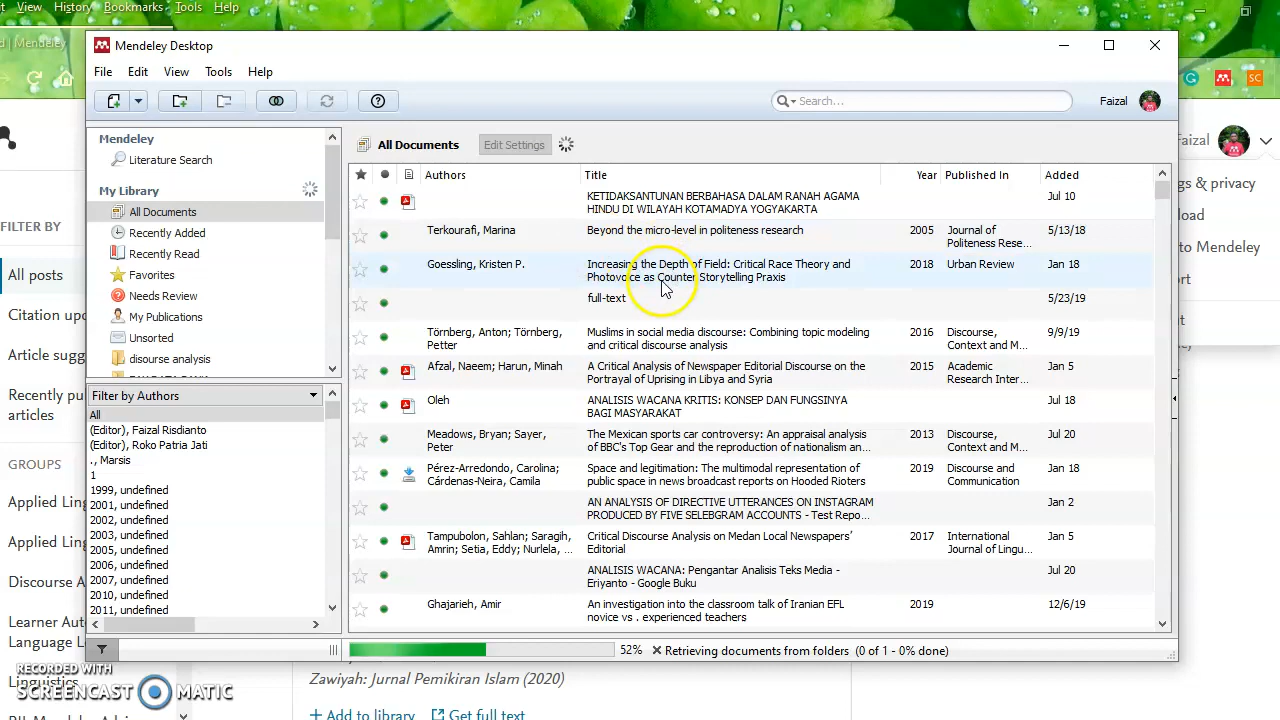 View History Bookmarks Tools Help
Mendeley
Mendeley Desktop
File Edit View Tools Help
Search...
Faizal
Mendeley
Literature Search
My Library
All Documents
Recently Added
Recently Read
Favorites
Needs Review
My Publications
Unsorted
disourse analysis
Filter by Authors
All
(Editor), Faizal Risdianto
(Editor), Roko Patria Jati
., Marsis
1
1999, undefined
2001, undefined
2002, undefined
2003, undefined
2005, undefined
2006, undefined
2007, undefined
2010, undefined
2011, undefined
All Documents Edit Settings
Authors Title Year Published In Added
KETIDAKSANTUNAN BERBAHASA DALAM RANAH AGAMA Jul 10
HINDU DI WILAYAH KOTAMADYA YOGYAKARTA
Terkourafi, Marina Beyond the micro-level in politeness research 2005 Journal of 5/13/18
Politeness Rese...
Goessling, Kristen P. Increasing the Depth of Field: Critical Race Theory and 2018 Urban Review Jan 18
Photovoice as Counter Storytelling Praxis
full-text 5/23/19
Törnberg, Anton; Törnberg, Muslims in social media discourse: Combining topic modeling 2016 Discourse, 9/9/19
Petter and critical discourse analysis Context and M...
Afzal, Naeem; Harun, Minah A Critical Analysis of Newspaper Editorial Discourse on the 2015 Academic Jan 5
Portrayal of Uprising in Libya and Syria Research Inter...
Oleh ANALISIS WACANA KRITIS: KONSEP DAN FUNGSINYA Jul 18
BAGI MASYARAKAT
Meadows, Bryan; Sayer, The Mexican sports car controversy: An appraisal analysis 2013 Discourse, Jul 20
Peter of BBC's Top Gear and the reproduction of nationalism an... Context and M...
Pérez-Arredondo, Carolina; Space and legitimation: The multimodal representation of 2019 Discourse and Jan 18
Cárdenas-Neira, Camila public space in news broadcast reports on Hooded Rioters Communication
AN ANALYSIS OF DIRECTIVE UTTERANCES ON INSTAGRAM Jan 2
PRODUCED BY FIVE SELEBGRAM ACCOUNTS - Test Repo...
Tampubolon, Sahlan; Saragih, Critical Discourse Analysis on Medan Local Newspapers' 2017 International Jan 5
Amrin; Setia, Eddy; Nurlela, ... Editorial Journal of Lingu...
ANALISIS WACANA: Pengantar Analisis Teks Media - Jul 20
Eriyanto - Google Buku
Ghajarieh, Amir An investigation into the classroom talk of Iranian EFL 2019 12/6/19
novice vs . experienced teachers
52% Retrieving documents from folders (0 of 1 - 0% done)
SC
Faizal
& privacy
to Mendeley
FILTER BY
All posts
Citation
Article
Recently
articles
GROUPS
Applied
Applied
Discourse
Learner
Language
Linguistics
RECORDED WITH
SCREENCAST MATIC
Zawiyah: Jurnal Pemikiran Islam (2020)
Add to library Get full text